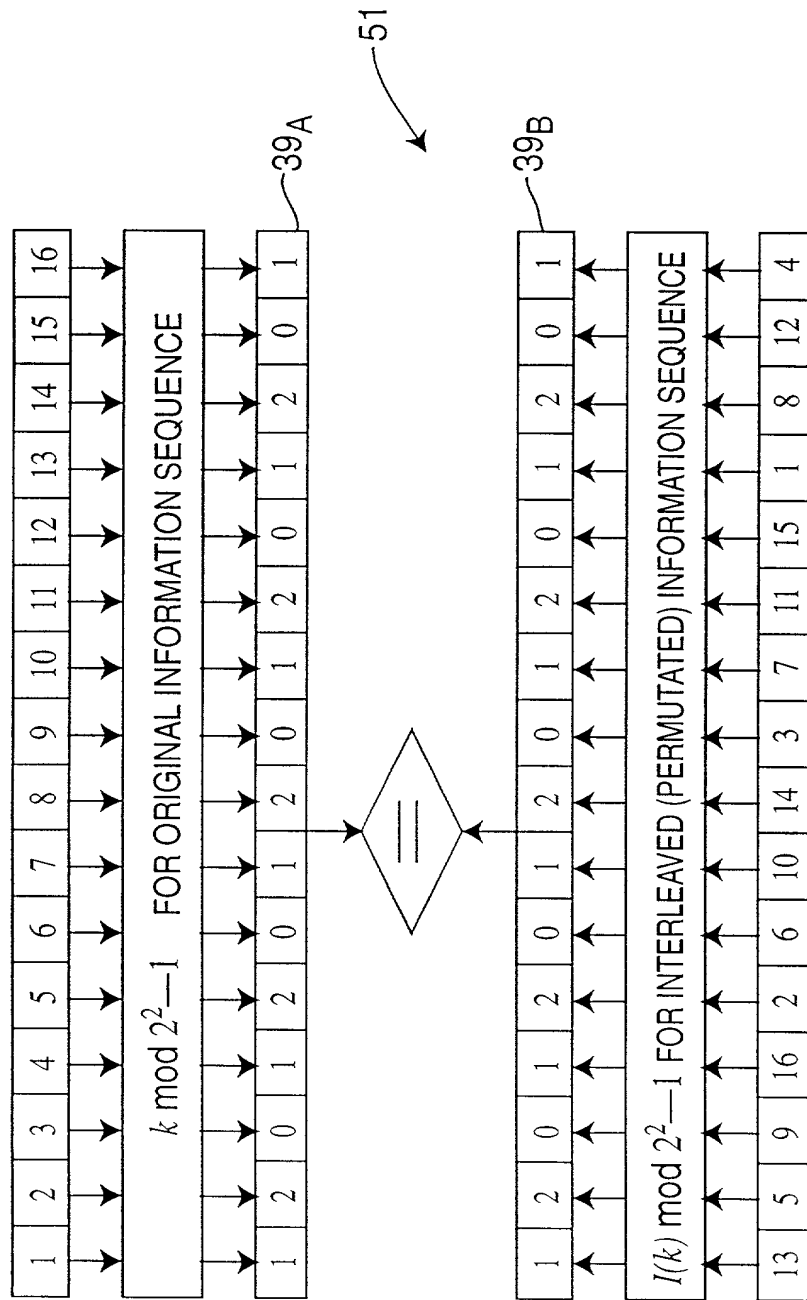 1 2 3 4 5 6 7 8 9 10 11 12 13 14 15 16
k mod 2²—1 FOR ORIGINAL INFORMATION SEQUENCE
1 2 0 1 2 0 1 2 0 1 2 0 1 2 0 1
39A
=
51
39B
1 2 0 1 2 0 1 2 0 1 2 0 1 2 0 1
I(k) mod 2²—1 FOR INTERLEAVED (PERMUTATED) INFORMATION SEQUENCE
13 5 9 16 2 6 10 14 3 7 11 15 1 8 12 4